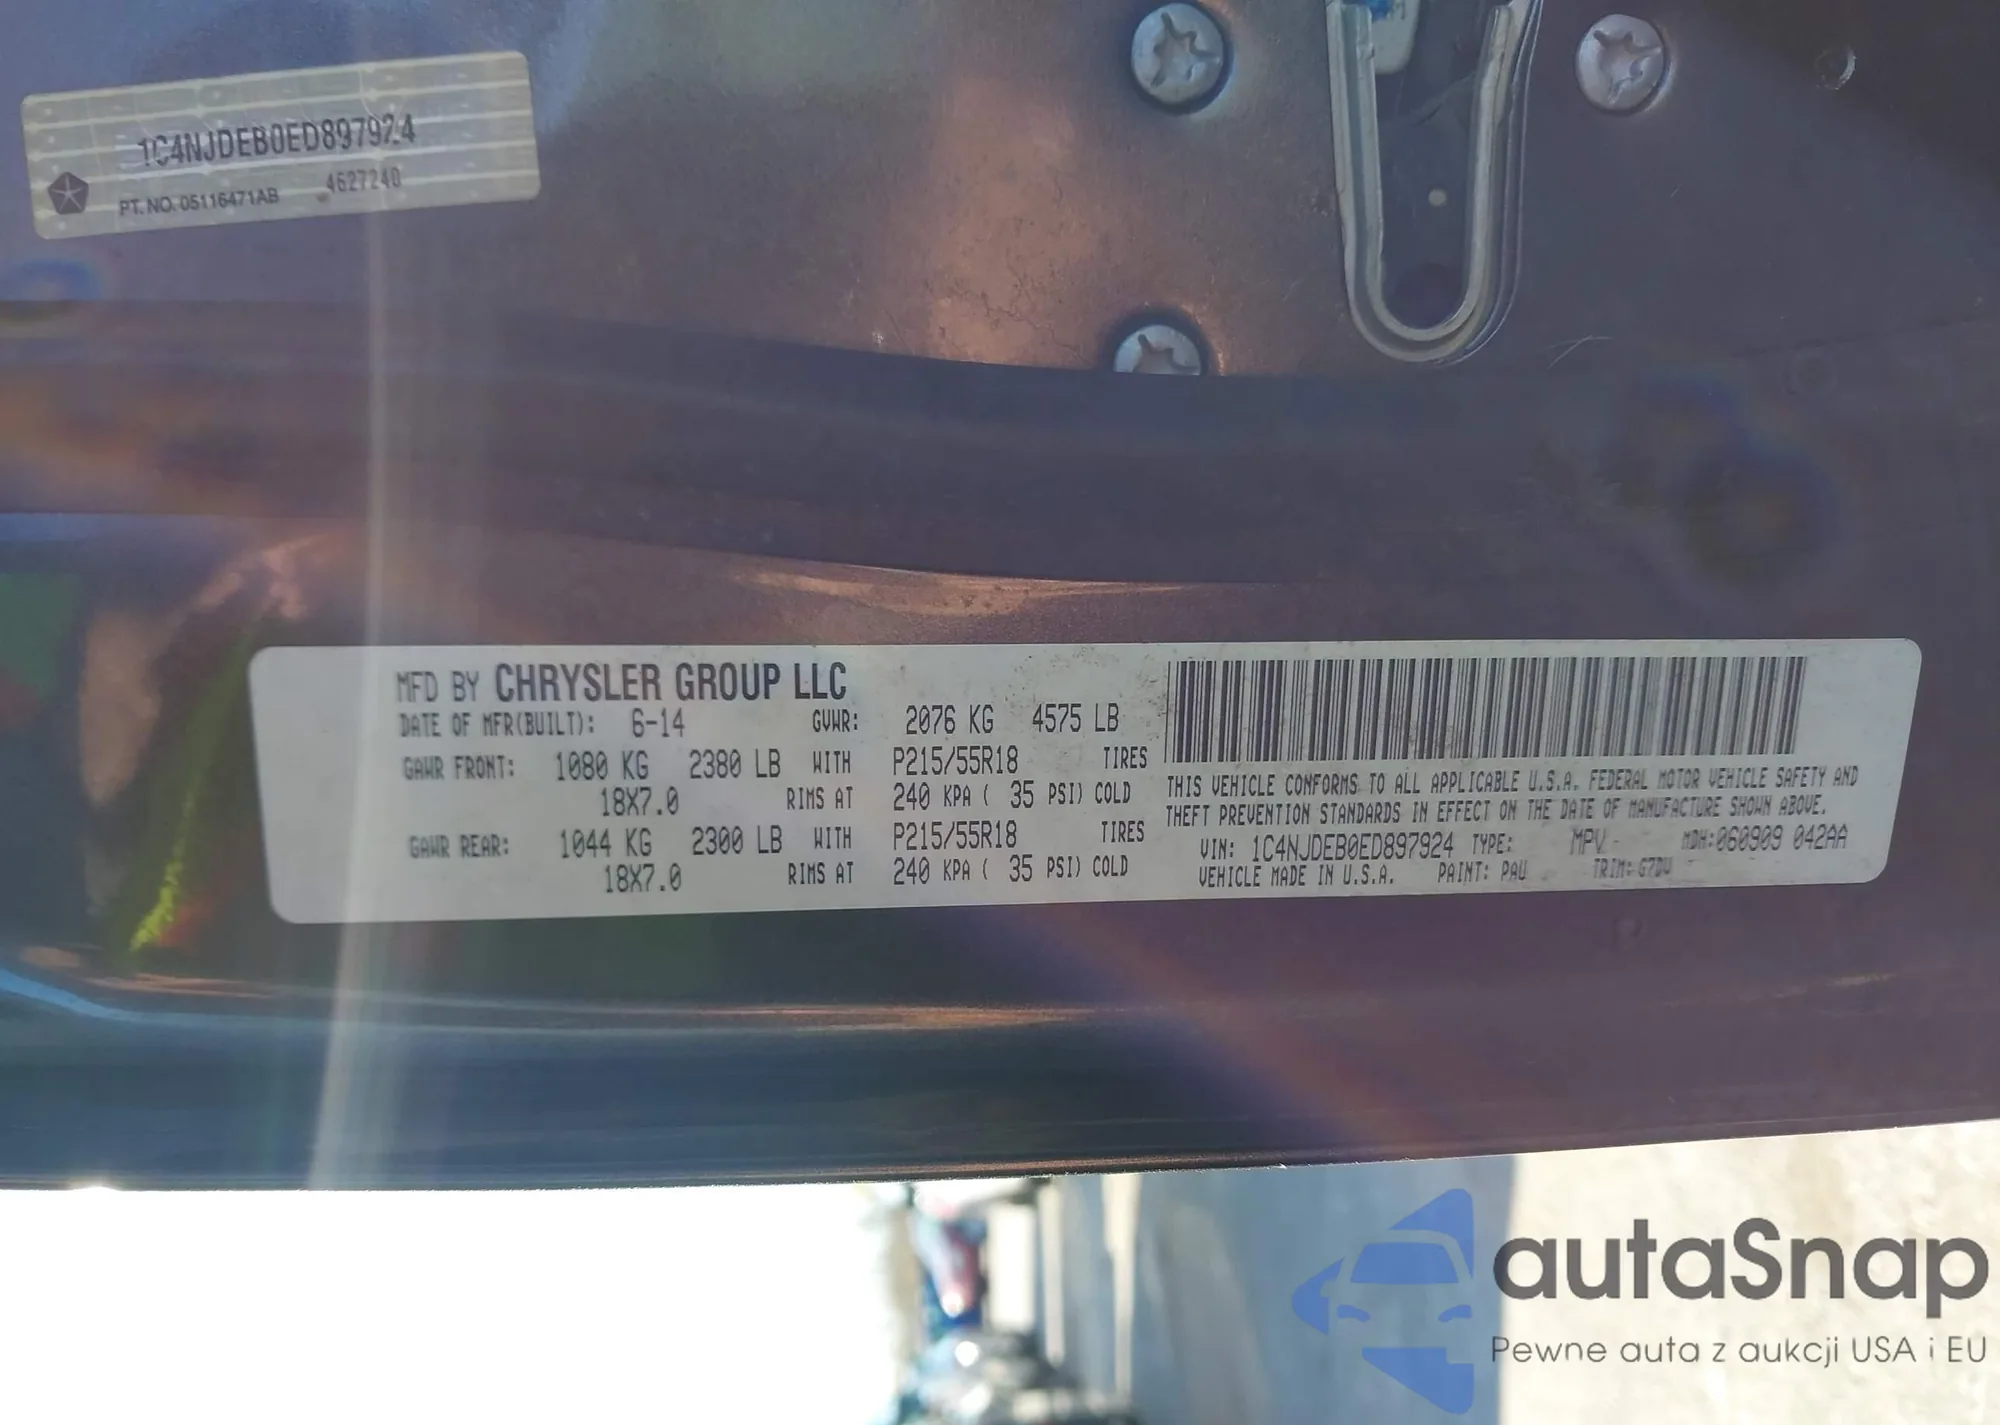 1C4NJDEB0ED897924
PT. NO. 05116471AB 4627240
MFD BY CHRYSLER GROUP LLC
DATE OF MFR(BUILT): 6-14 GVWR: 2076 KG 4575 LB
GAWR FRONT: 1080 KG 2380 LB WITH P215/55R18 TIRES
18X7.0 RIMS AT 240 KPA ( 35 PSI) COLD
GAWR REAR: 1044 KG 2300 LB WITH P215/55R18 TIRES
18X7.0 RIMS AT 240 KPA ( 35 PSI) COLD
THIS VEHICLE CONFORMS TO ALL APPLICABLE U.S.A. FEDERAL MOTOR VEHICLE SAFETY AND
THEFT PREVENTION STANDARDS IN EFFECT ON THE DATE OF MANUFACTURE SHOWN ABOVE.
VIN: 1C4NJDEB0ED897924 TYPE: MPV MDH:060909 042AA
VEHICLE MADE IN U.S.A. PAINT: PAU TRIM: G7DV
autaSnap
Pewne auta z aukcji USA i EU